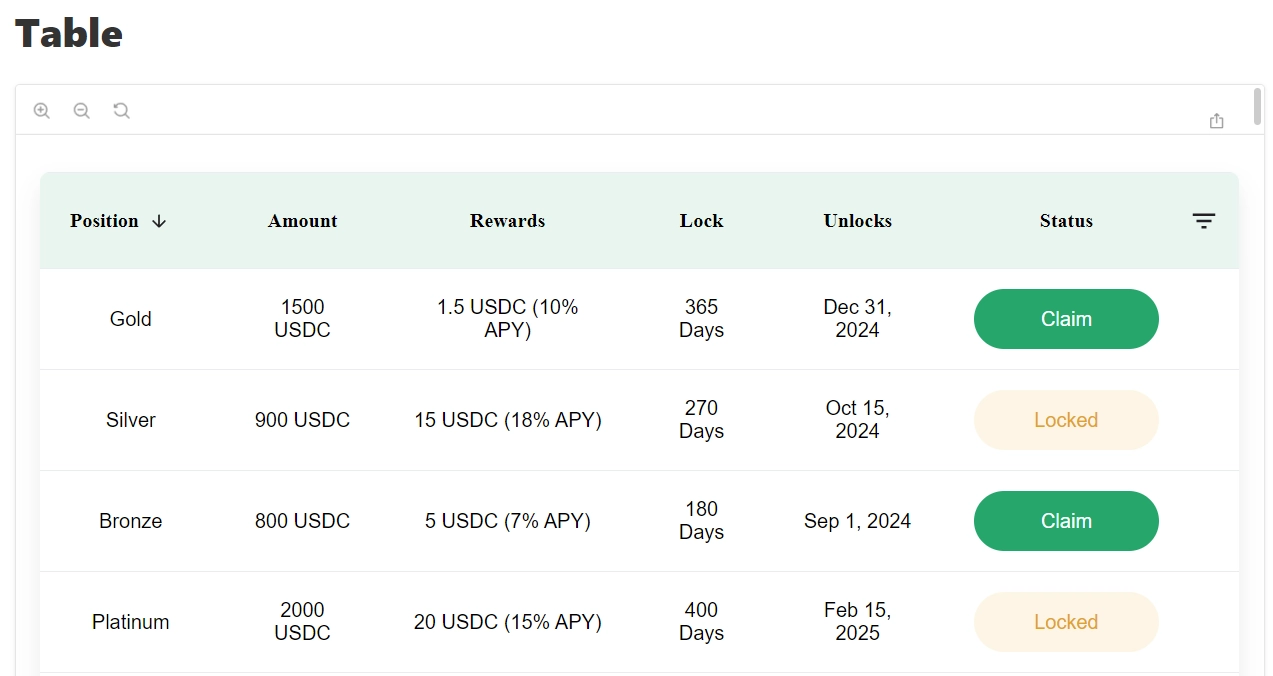 Table
Position Amount Rewards Lock Unlocks Status
Gold 1500 USDC 1.5 USDC (10% APY) 365 Days Dec 31, 2024 Claim
Silver 900 USDC 15 USDC (18% APY) 270 Days Oct 15, 2024 Locked
Bronze 800 USDC 5 USDC (7% APY) 180 Days Sep 1, 2024 Claim
Platinum 2000 USDC 20 USDC (15% APY) 400 Days Feb 15, 2025 Locked